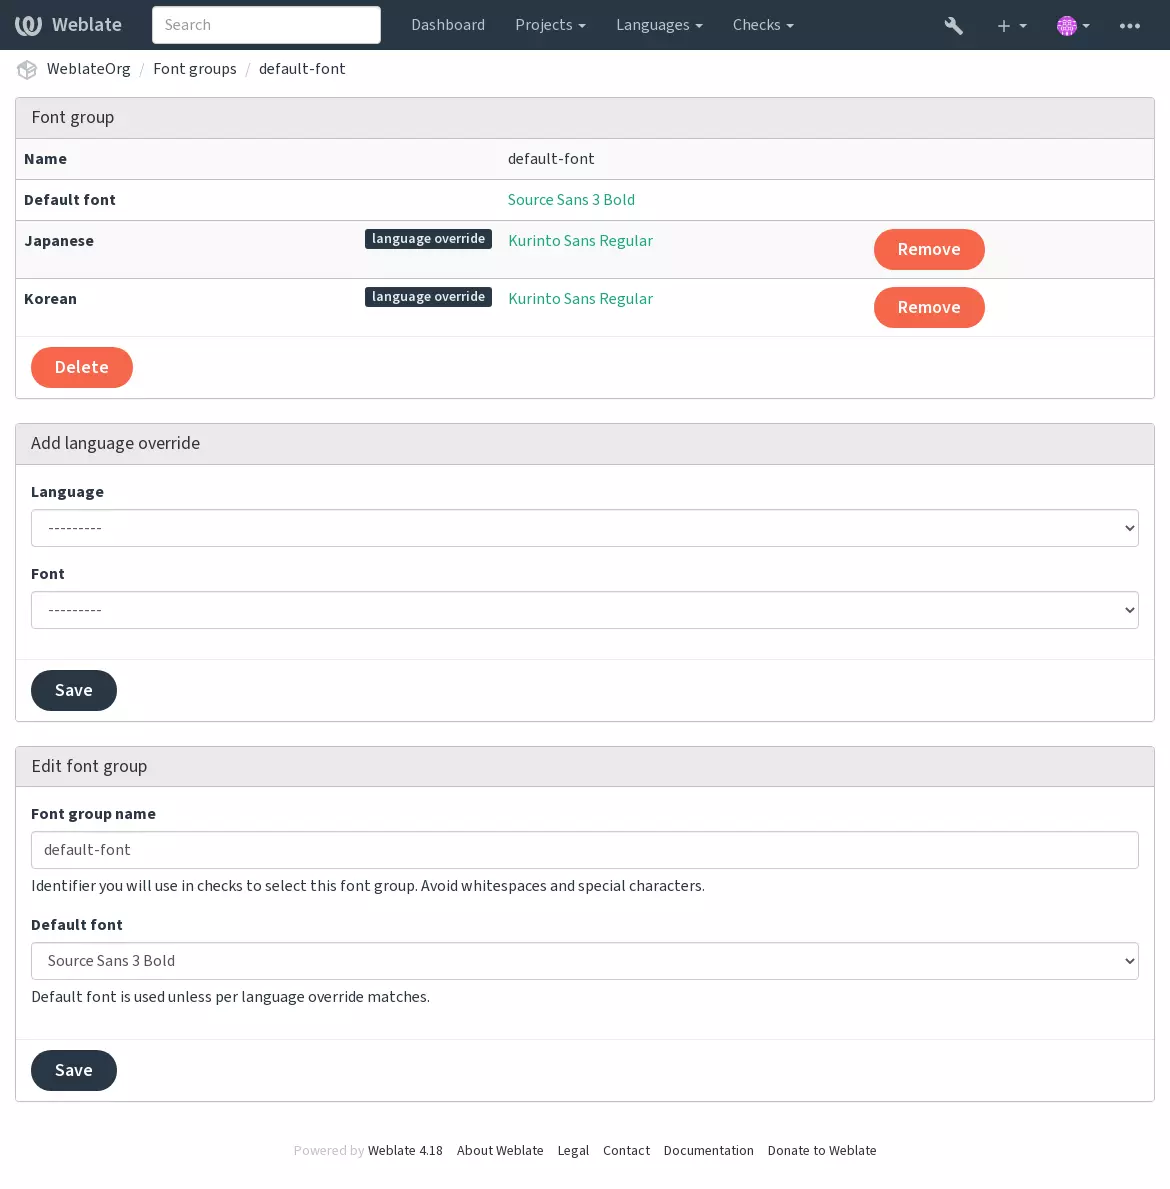 Weblate Search Dashboard Projects Languages Checks
WeblateOrg / Font groups / default-font
Font group
Name default-font
Default font Source Sans 3 Bold
Japanese language override Kurinto Sans Regular Remove
Korean language override Kurinto Sans Regular Remove
Delete
Add language override
Language
---------
Font
---------
Save
Edit font group
Font group name
default-font
Identifier you will use in checks to select this font group. Avoid whitespaces and special characters.
Default font
Source Sans 3 Bold
Default font is used unless per language override matches.
Save
Powered by Weblate 4.18 About Weblate Legal Contact Documentation Donate to Weblate